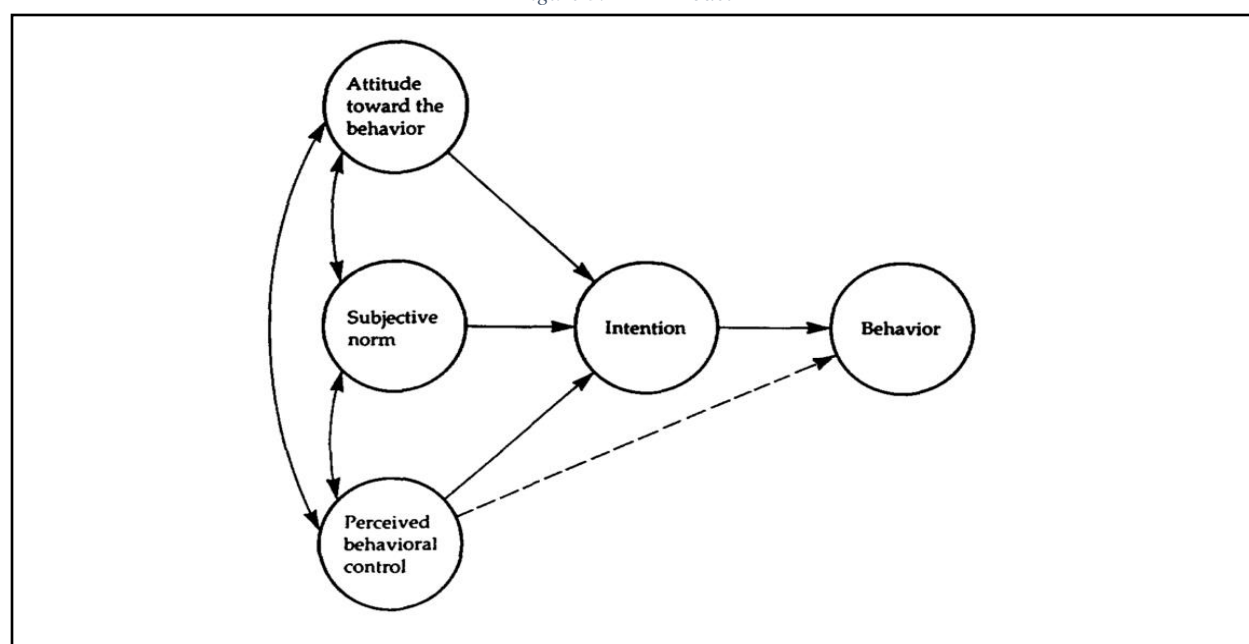 Attitude
toward the
behavior
Subjective
norm
Intention
Behavior
Perceived
behavioral
control